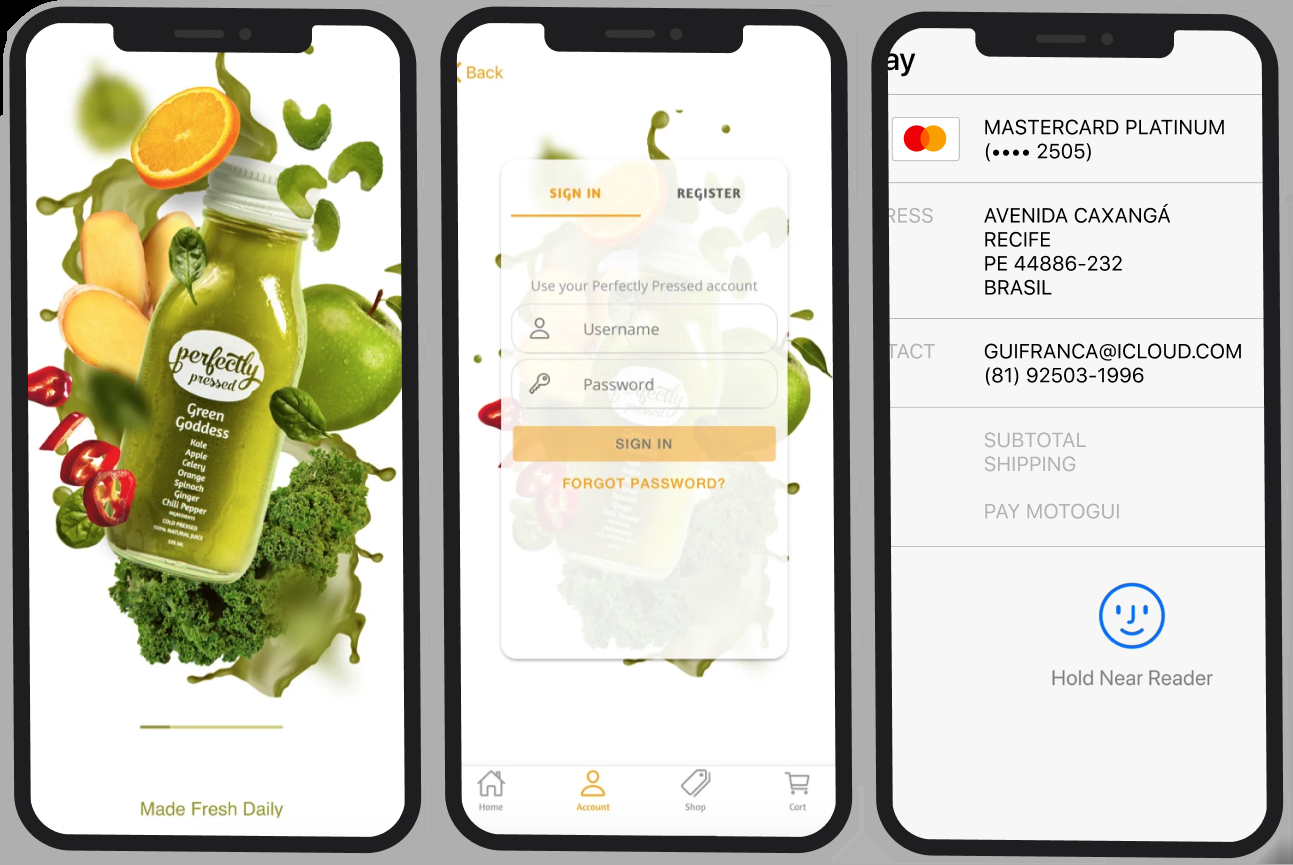 perfectly
pressed
Green
Goddess
Kale
Apple
Celery
Orange
Spinach
Ginger
Chili Pepper
INGREDIENTS
COLD PRESSED
100% NATURAL JUICE
Made Fresh Daily
Back
SIGN IN
REGISTER
Use your Perfectly Pressed account
Username
Password
perfectly
pressed
SIGN IN
FORGOT PASSWORD?
Home
Account
Shop
Cart
ay
MASTERCARD PLATINUM
(•••• 2505)
RESS
AVENIDA CAXANGÁ
RECIFE
PE 44886-232
BRASIL
TACT
GUIFRANCA@ICLOUD.COM
(81) 92503-1996
SUBTOTAL
SHIPPING
PAY MOTOGUI
Hold Near Reader